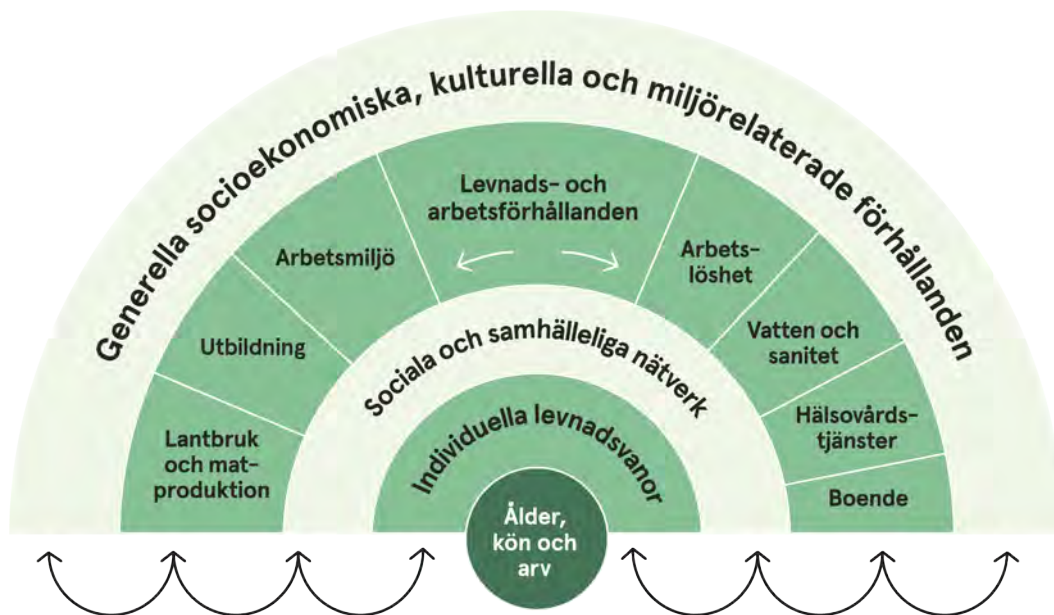 Generella socioekonomiska, kulturella och miljörelaterade förhållanden
Levnads- och
arbetsförhållanden
Arbetsmiljö
Arbets-
löshet
Utbildning
Vatten och
sanitet
Lantbruk
och mat-
produktion
Hälsovårds-
tjänster
Boende
Sociala och samhälleliga nätverk
Individuella levnadsvanor
Ålder,
kön och
arv